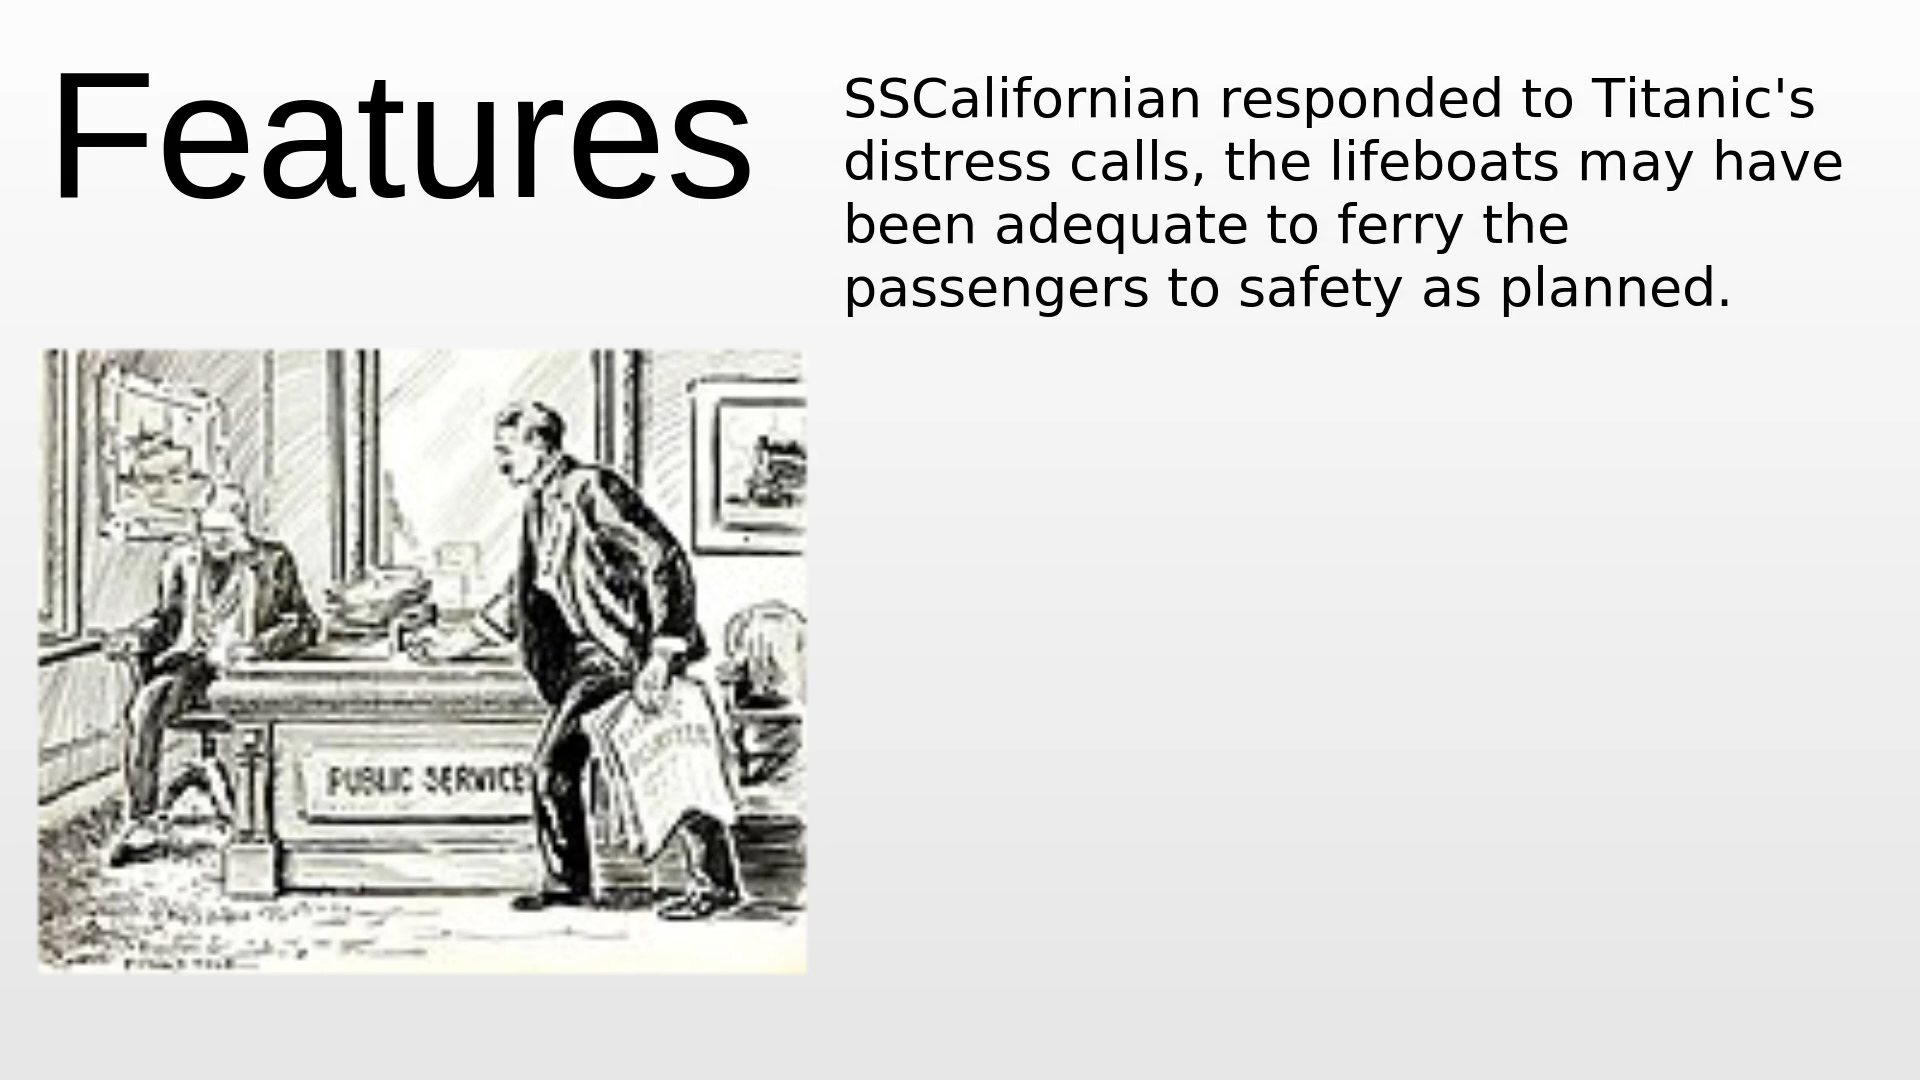 Features
SSCalifornian responded to Titanic's
distress calls, the lifeboats may have
been adequate to ferry the
passengers to safety as planned.
PUBLIC SERVICE